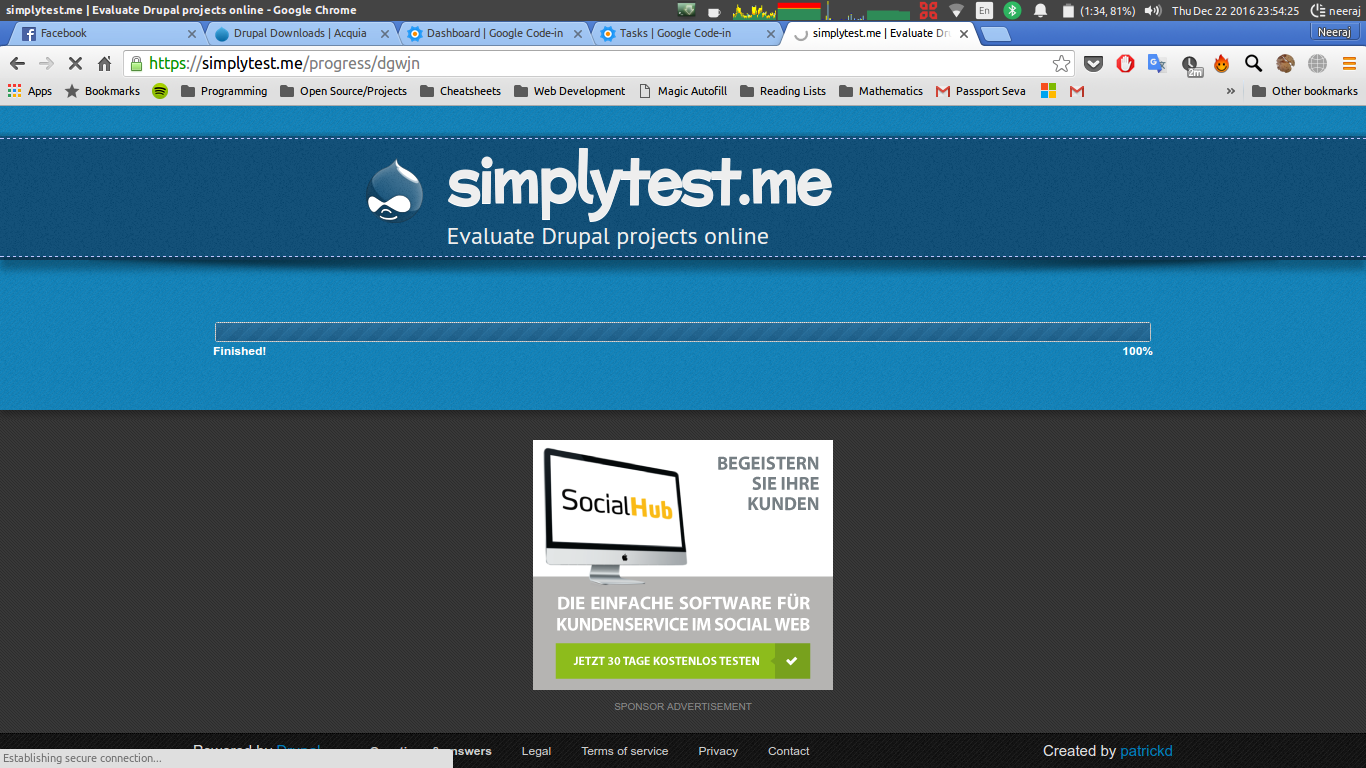 simplytest.me | Evaluate Drupal projects online - Google Chrome
En
(1:34, 81%)
Thu Dec 22 2016 23:54:25
neeraj
Facebook
Drupal Downloads | Acquia
Dashboard | Google Code-in
Tasks | Google Code-in
simplytest.me | Evaluate Dr
Neeraj
https://simplytest.me/progress/dgwjn
2m
Apps
Bookmarks
Programming
Open Source/Projects
Cheatsheets
Web Development
Magic Autofill
Reading Lists
Mathematics
Passport Seva
»
Other bookmarks
simplytest.me
Evaluate Drupal projects online
Finished!
100%
BEGEISTERN
SIE IHRE
KUNDEN
SocialHub
DIE EINFACHE SOFTWARE FÜR
KUNDENSERVICE IM SOCIAL WEB
JETZT 30 TAGE KOSTENLOS TESTEN
SPONSOR ADVERTISEMENT
Powered by Drupal
Legal
Terms of service
Privacy
Contact
Created by patrickd
Establishing secure connection...